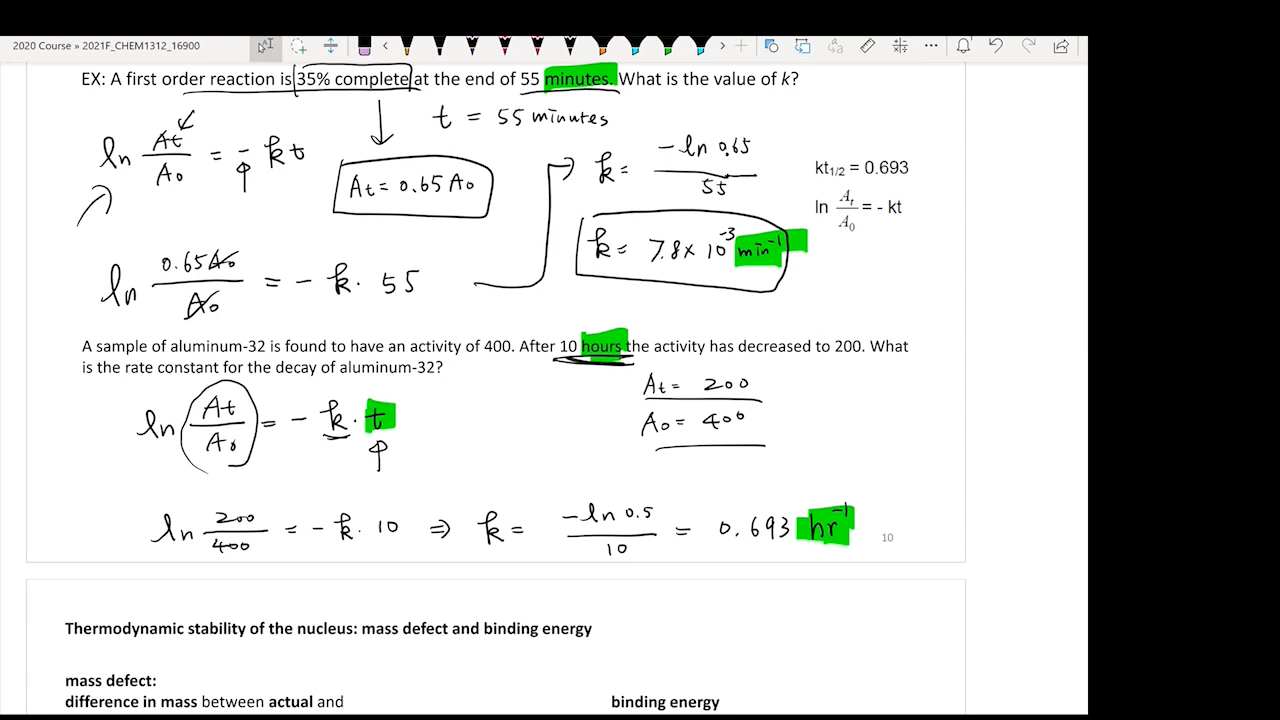 2020 Course » 2021F_CHEM1312_16900
EX: A first order reaction is 35% complete at the end of 55 minutes. What is the value of k?
t = 55 minutes
ln At/A₀ = - kt
At = 0.65 A₀
k = -ln 0.65/55
kt1/2 = 0.693
ln At/A0 = - kt
k = 7.8 × 10⁻³ min⁻¹
ln 0.65A₀/A₀ = - k · 55
A sample of aluminum-32 is found to have an activity of 400. After 10 hours the activity has decreased to 200. What
is the rate constant for the decay of aluminum-32?
At = 200
A₀ = 400
ln (At/A₀) = - k · t
ln 200/400 = - k · 10 ⇒ k = -ln 0.5/10 = 0.693 hr⁻¹
10
Thermodynamic stability of the nucleus: mass defect and binding energy
mass defect:
difference in mass between actual and
binding energy